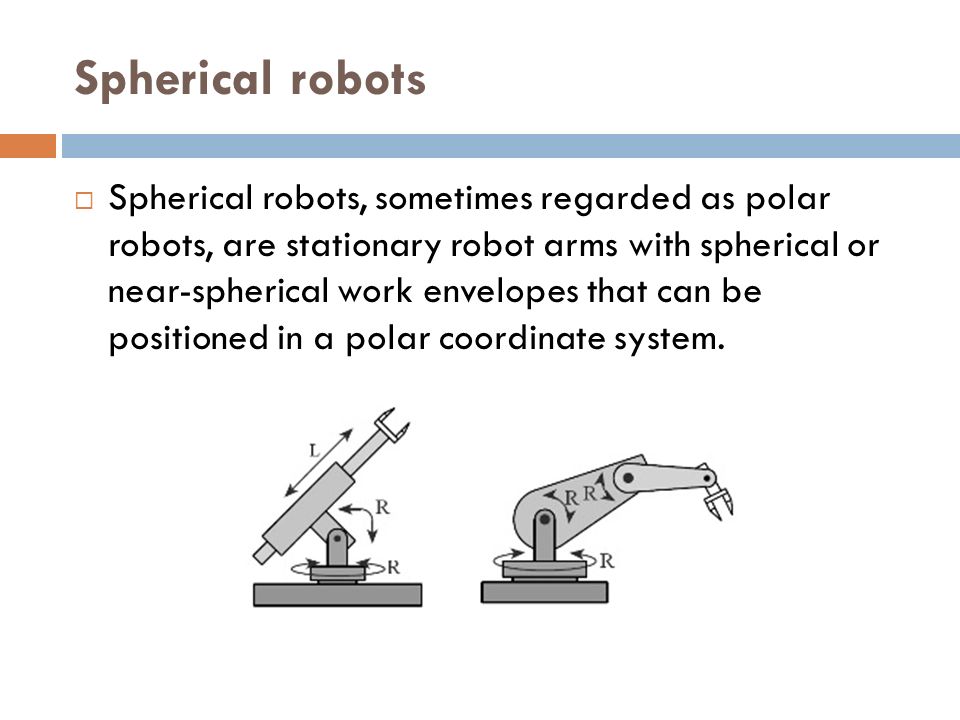 Spherical robots
Spherical robots, sometimes regarded as polar
robots, are stationary robot arms with spherical or
near-spherical work envelopes that can be
positioned in a polar coordinate system.
L
R
R
R
R
R